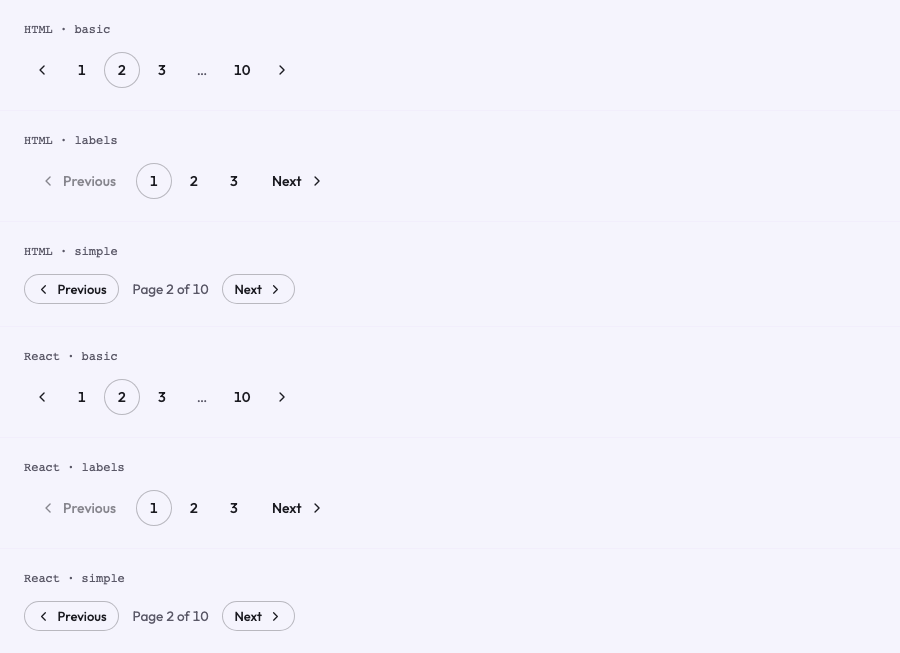 HTML · basic
1 2 3 … 10
HTML · labels
Previous 1 2 3 Next
HTML · simple
Previous Page 2 of 10 Next
React · basic
1 2 3 … 10
React · labels
Previous 1 2 3 Next
React · simple
Previous Page 2 of 10 Next